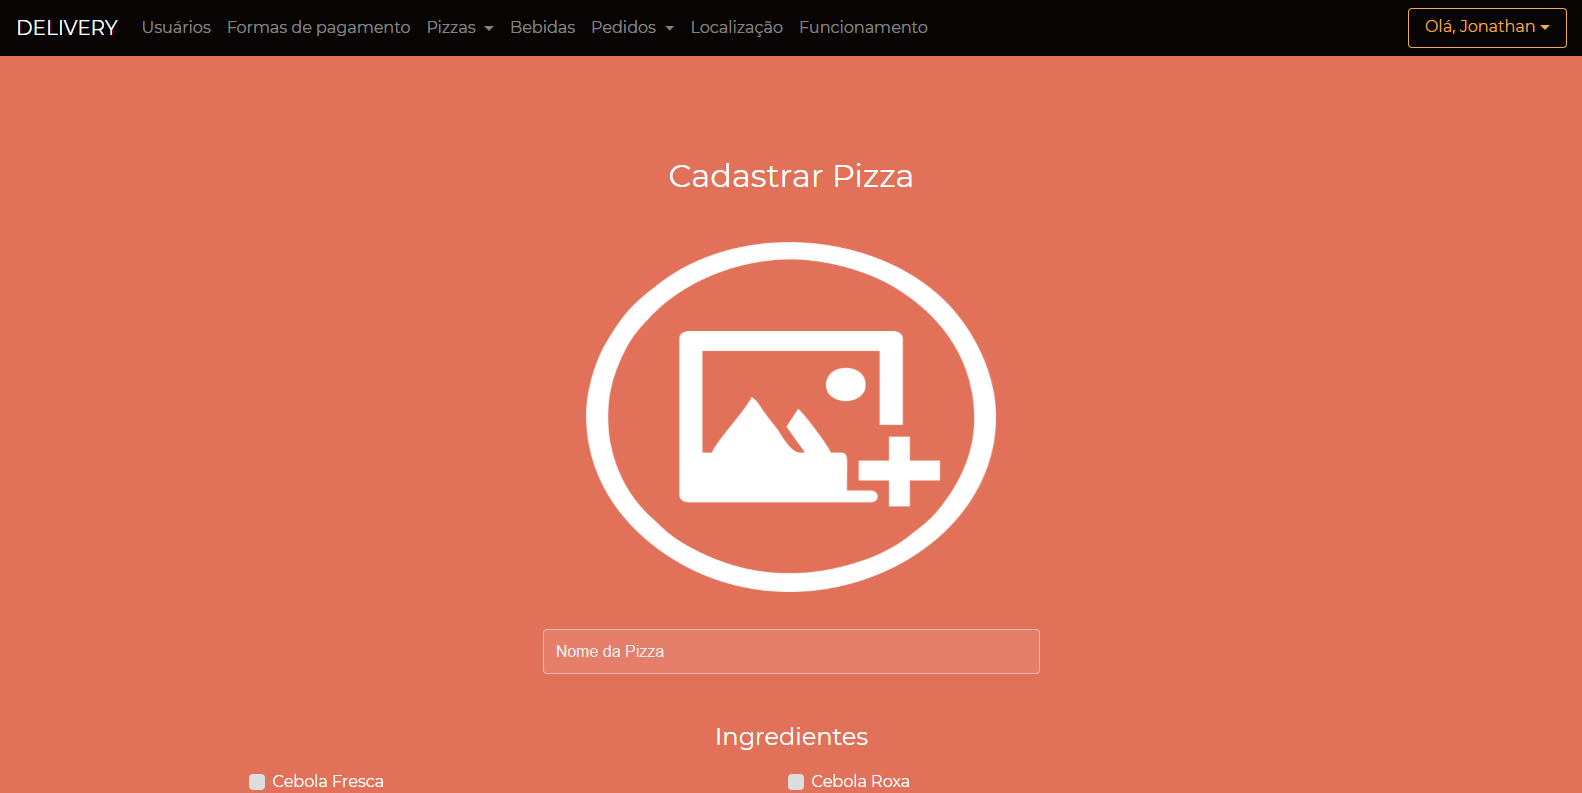 DELIVERY Usuários Formas de pagamento Pizzas Bebidas Pedidos Localização Funcionamento Olá, Jonathan
Cadastrar Pizza
Nome da Pizza
Ingredientes
Cebola Fresca Cebola Roxa